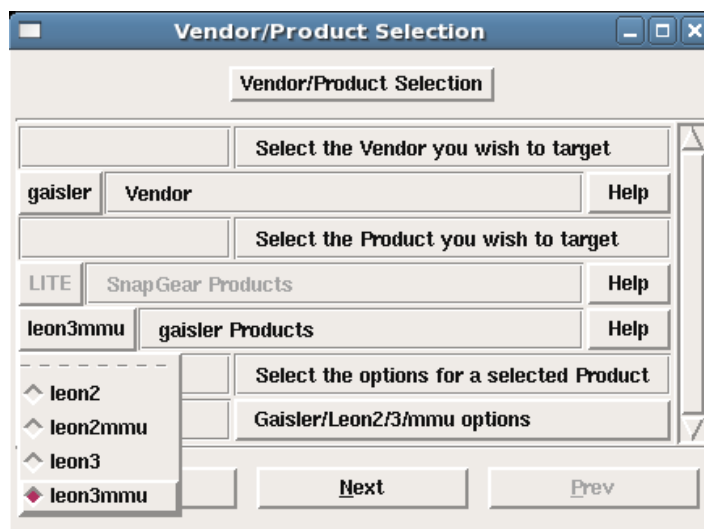 Vendor/Product Selection
Vendor/Product Selection
Select the Vendor you wish to target
gaisler Vendor Help
Select the Product you wish to target
LITE SnapGear Products Help
leon3mmu gaisler Products Help
Select the options for a selected Product
Gaisler/Leon2/3/mmu options
leon2
leon2mmu
leon3
leon3mmu
Next Prev